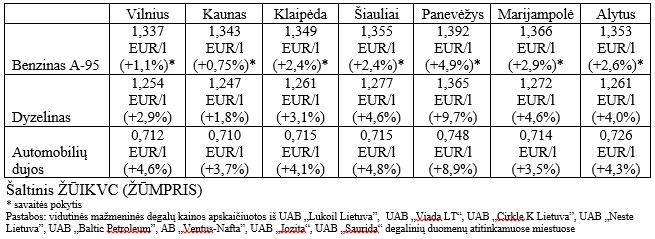 Vilnius Kaunas Klaipėda Šiauliai Panevėžys Marijampolė Alytus
1,337 1,343 1,349 1,355 1,392 1,366 1,353
EUR/l EUR/l EUR/l EUR/l EUR/l EUR/l EUR/l
Benzinas A-95 (+1,1%)* (+0,75%)* (+2,4%)* (+2,4%)* (+4,9%)* (+2,9%)* (+2,6%)*
1,254 1,247 1,261 1,277 1,365 1,272 1,261
EUR/l EUR/l EUR/l EUR/l EUR/l EUR/l EUR/l
Dyzelinas (+2,9%) (+1,8%) (+3,1%) (+4,6%) (+9,7%) (+4,6%) (+4,0%)
0,712 0,710 0,715 0,715 0,748 0,714 0,726
Automobilių EUR/l EUR/l EUR/l EUR/l EUR/l EUR/l EUR/l
dujos (+4,6%) (+3,7%) (+4,1%) (+4,8%) (+8,9%) (+3,5%) (+4,3%)
Šaltinis ŽŪIKVC (ŽŪMPRIS)
* savaitės pokytis
Pastabos: vidutinės mažmeninės degalų kainos apskaičiuotos iš UAB „Lukoil Lietuva”, UAB „Viada LT“, UAB „Cirkle K Lietuva”, UAB „Neste
Lietuva”, UAB „Baltic Petroleum”, AB „Ventus-Nafta”, UAB „Jozita”, UAB „Saurida” degalinių duomenų atitinkamuose miestuose